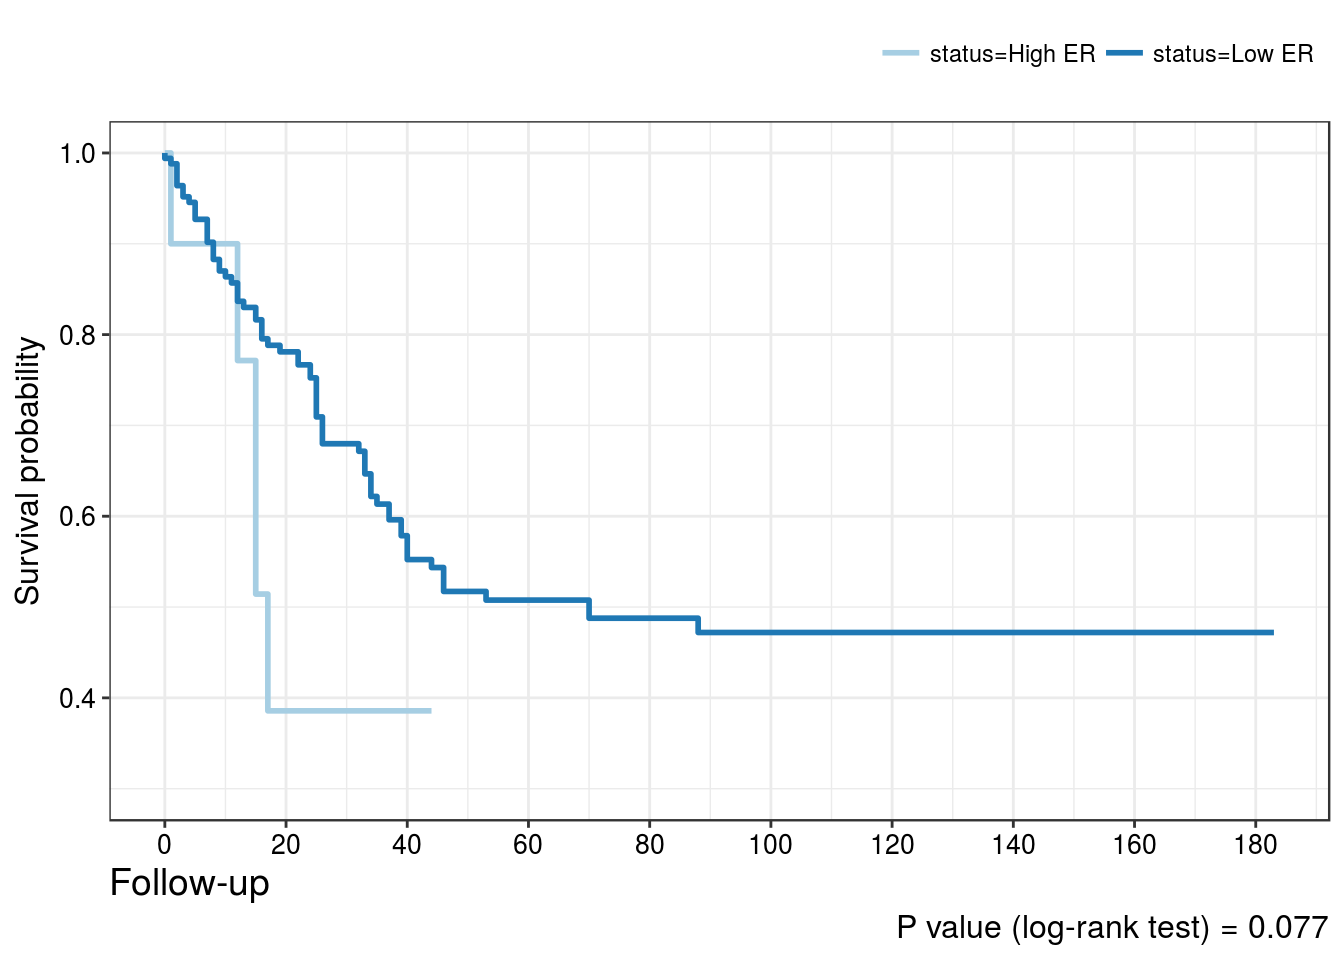 status=High ER status=Low ER
Survival probability
1.0
0.8
0.6
0.4
0 20 40 60 80 100 120 140 160 180
Follow-up
P value (log-rank test) = 0.077